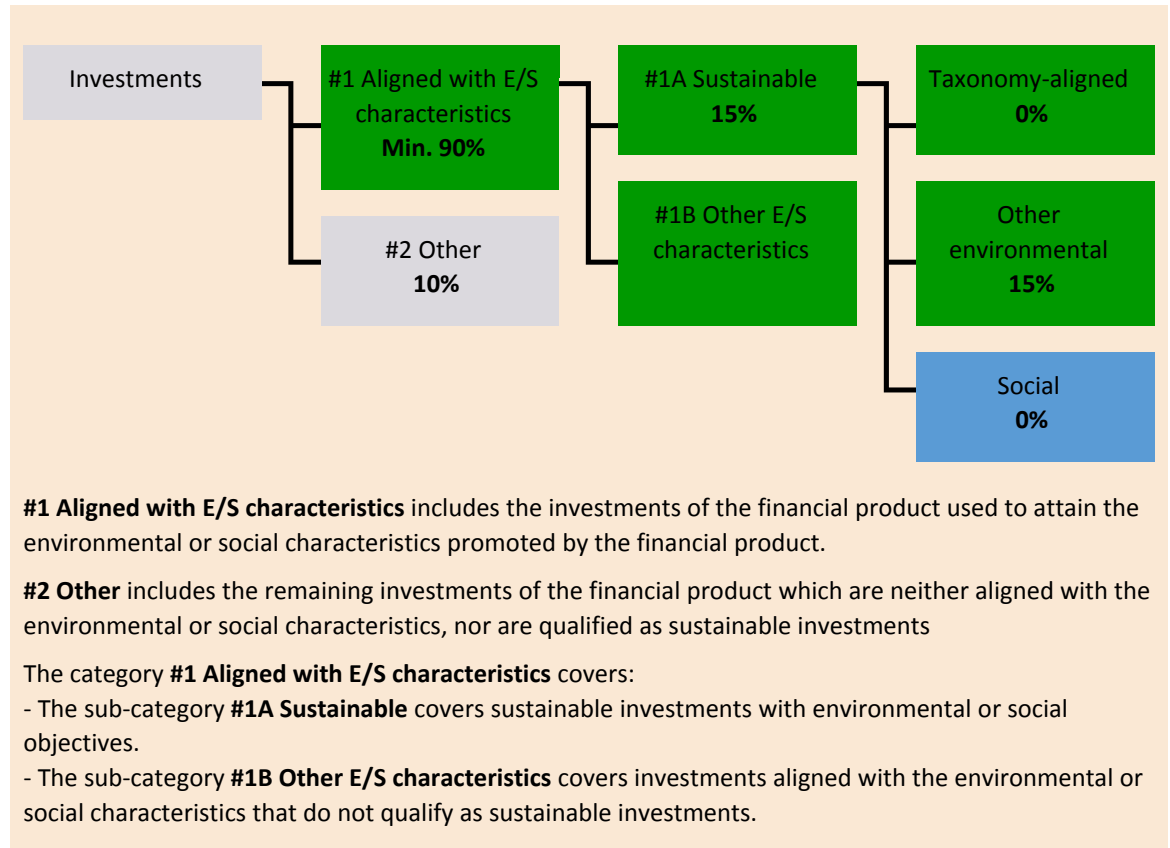 Investments
#1 Aligned with E/S
characteristics
Min. 90%
#2 Other
10%
#1A Sustainable
15%
#1B Other E/S
characteristics
Taxonomy-aligned
0%
Other
environmental
15%
Social
0%
#1 Aligned with E/S characteristics includes the investments of the financial product used to attain the
environmental or social characteristics promoted by the financial product.
#2 Other includes the remaining investments of the financial product which are neither aligned with the
environmental or social characteristics, nor are qualified as sustainable investments
The category #1 Aligned with E/S characteristics covers:
- The sub-category #1A Sustainable covers sustainable investments with environmental or social
objectives.
- The sub-category #1B Other E/S characteristics covers investments aligned with the environmental or
social characteristics that do not qualify as sustainable investments.